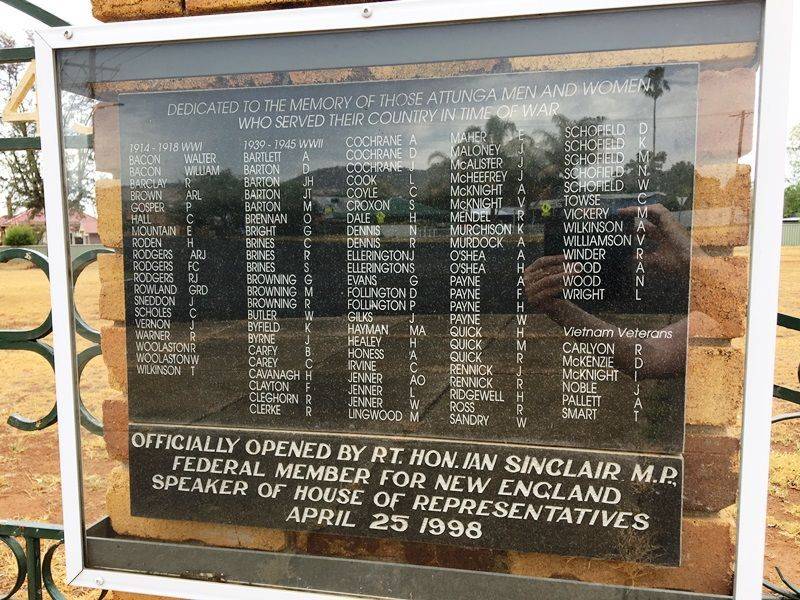 DEDICATED TO THE MEMORY OF THOSE ATTUNGA MEN AND WOMEN
WHO SERVED THEIR COUNTRY IN TIME OF WAR
1914 - 1918 WWI
BACON WALTER
BACON WILLIAM
BARCLAY R
BROWN ARL
GOSPER P
HALL C
MOUNTAIN E
RODEN H
RODGERS ARJ
RODGERS FC
RODGERS RJ
ROWLAND GRD
SNEDDON J
SCHOLES C
VERNON J
WARNER R
WOOLASTON R
WOOLASTON W
WILKINSON T
1939 - 1945 WWII
BARTLETT A
BARTON D
BARTON JH
BARTON JT
BARTON M
BRENNAN O
BRIGHT G
BRINES C
BRINES R
BRINES S
BROWNING G
BROWNING M
BROWNING R
BUTLER W
BYFIELD K
BYRNE J
CARFY B
CAREY C
CAVANAGH H
CLAYTON F
CLEGHORN R
CLERKE R
COCHRANE A
COCHRANE D
COCHRANE J
COOK L
COYLE C
CROXON S
DALE H
DENNIS N
DENNIS R
ELLERINGTON J
ELLERINGTON S
EVANS G
FOLLINGTON D
FOLLINGTON P
GILKS J
HAYMAN MA
HEALEY H
HONESS A
IRVINE C
JENNER AO
JENNER L
JENNER W
LINGWOOD M
MAHER E
MALONEY J
McALISTER J
McHEEFREY J
McKNIGHT A
McKNIGHT V
MENDEL R
MURCHISON K
MURDOCK A
O'SHEA A
O'SHEA H
PAYNE A
PAYNE F
PAYNE H
PAYNE W
QUICK H
QUICK M
QUICK R
RENNICK J
RENNICK R
RIDGEWELL H
ROSS R
SANDRY W
SCHOFIELD D
SCHOFIELD K
SCHOFIELD M
SCHOFIELD N
SCHOFIELD W
TOWSE C
VICKERY M
WILKINSON A
WILLIAMSON V
WINDER R
WOOD A
WOOD N
WRIGHT L
Vietnam Veterans
CARLYON R
McKENZIE D
McKNIGHT I
NOBLE J
PALLETT A
SMART T
OFFICIALLY OPENED BY RT. HON. IAN SINCLAIR M.P.,
FEDERAL MEMBER FOR NEW ENGLAND
SPEAKER OF HOUSE OF REPRESENTATIVES
APRIL 25 1998